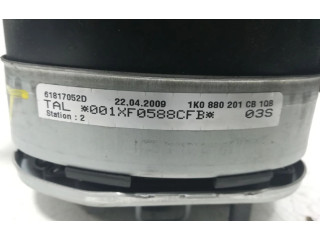 61817052D 22.04.2009 1K0 880 201 CB 1QB
TAL *001XF0588CFB* 03S
Station : 2